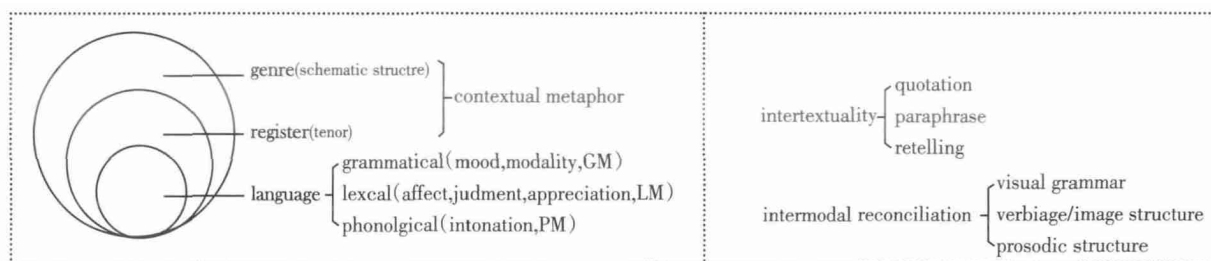 genre(schematic structre)
contextual metaphor
register(tenor)
grammatical(mood,modality,GM)
language
lexcal(affect,judment,appreciation,LM)
phonolgical(intonation,PM)
quotation
intertextuality
paraphrase
retelling
visual grammar
intermodal reconciliation
verbiage/image structure
prosodic structure